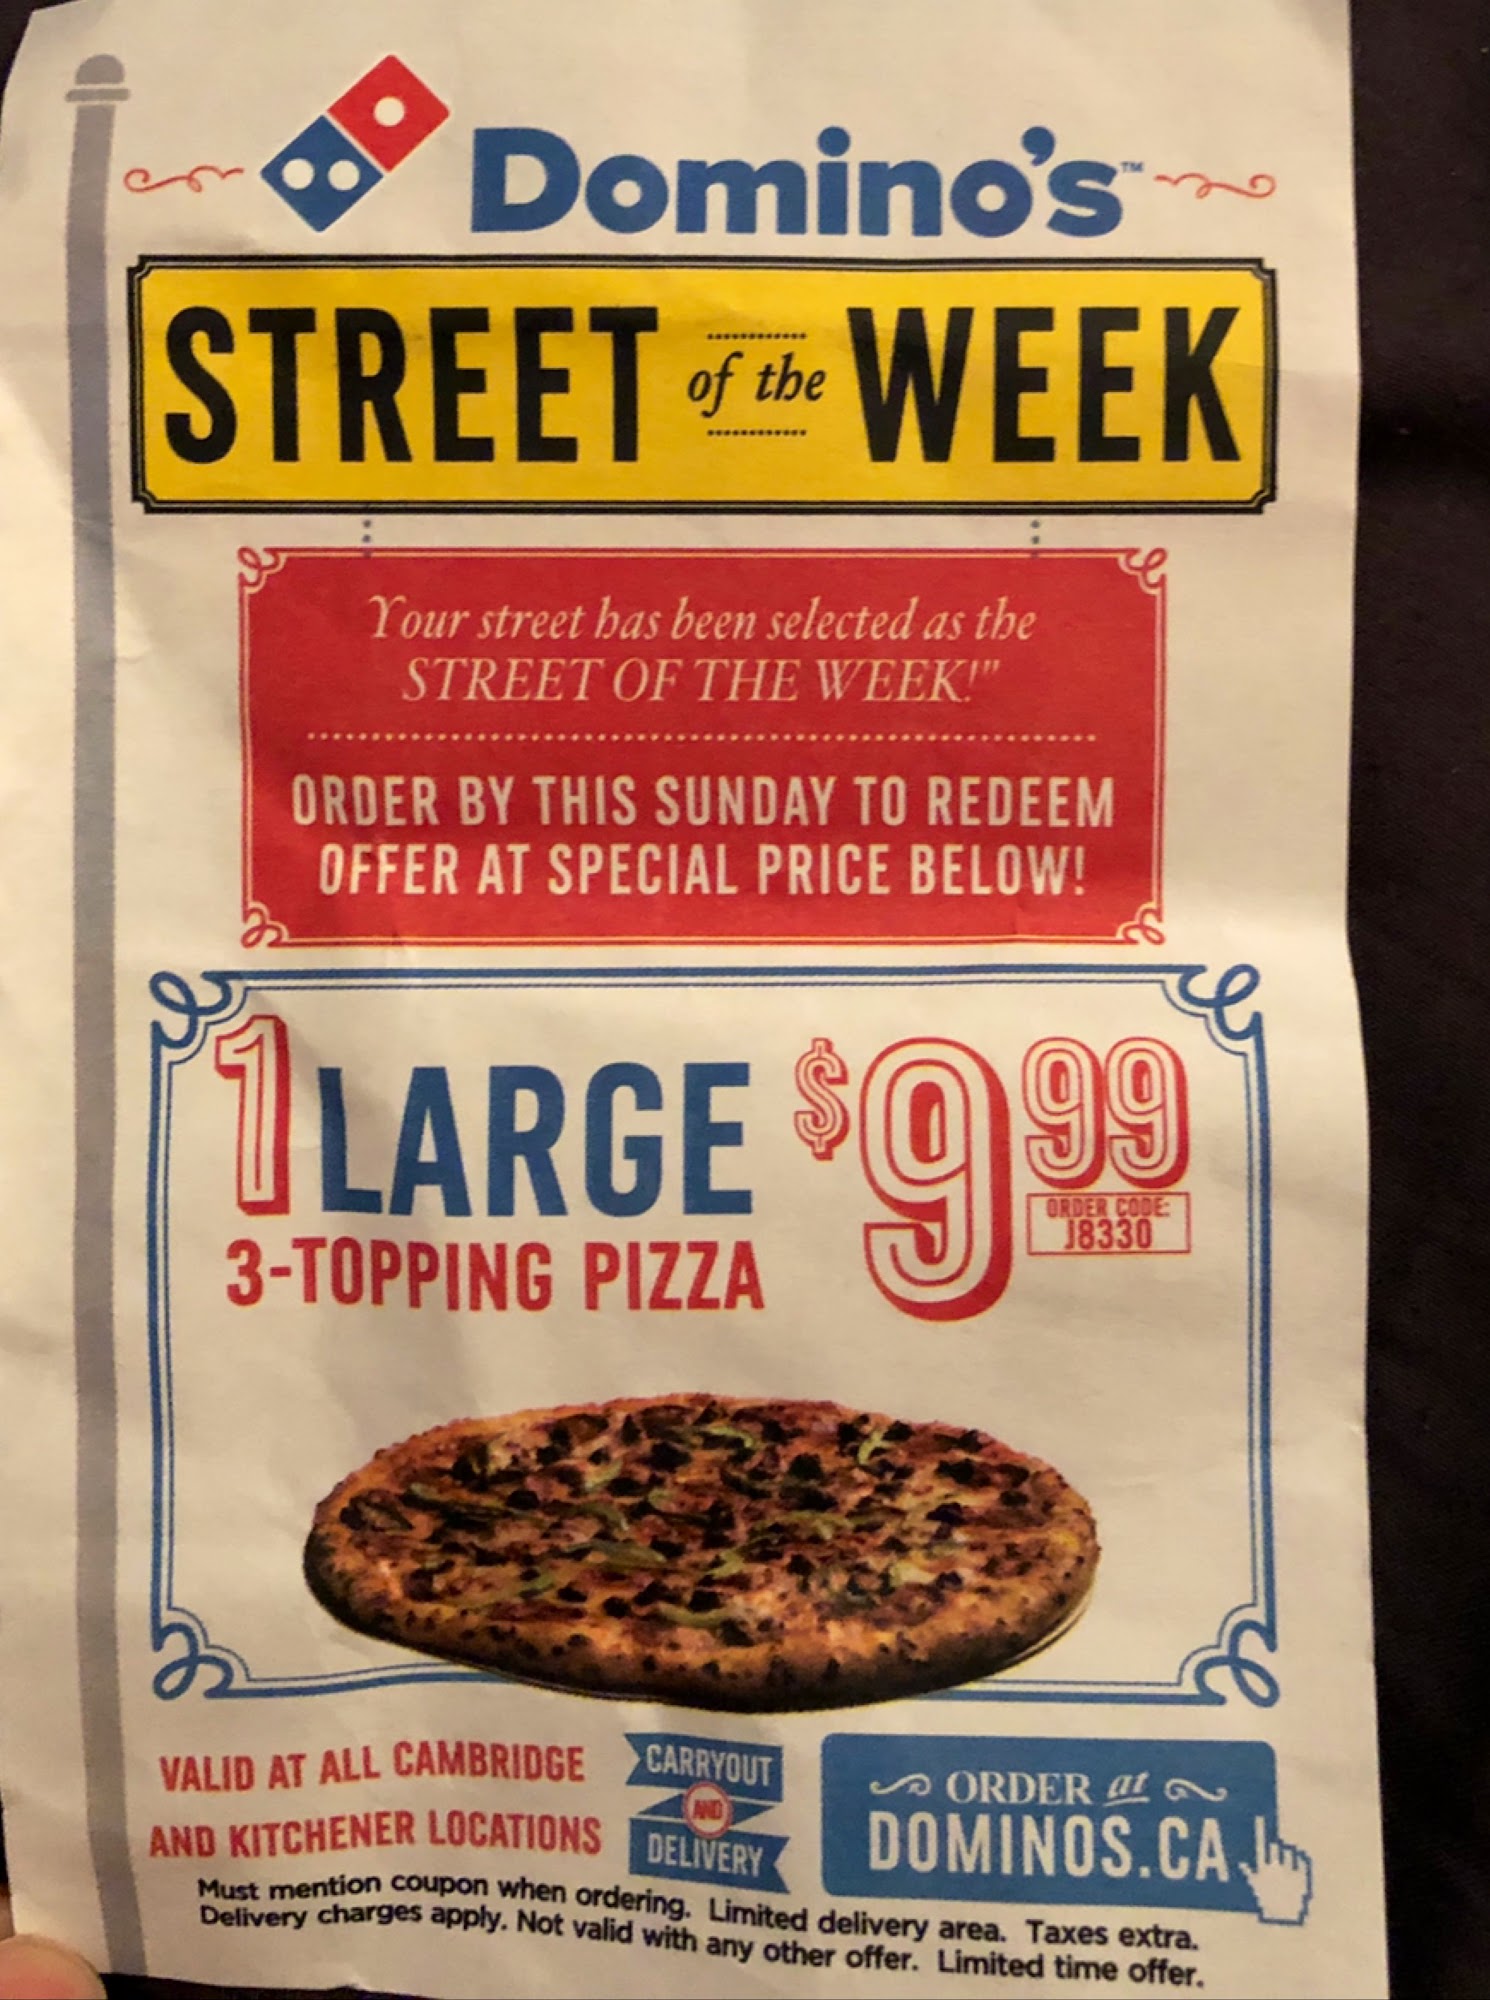 Domino's™
STREET of the WEEK
Your street has been selected as the
STREET OF THE WEEK!"
ORDER BY THIS SUNDAY TO REDEEM
OFFER AT SPECIAL PRICE BELOW!
1 LARGE
3-TOPPING PIZZA
$9 99
ORDER CODE:
J8330
VALID AT ALL CAMBRIDGE
AND KITCHENER LOCATIONS
CARRYOUT
AND
DELIVERY
ORDER at
DOMINOS.CA
Must mention coupon when ordering. Limited delivery area. Taxes extra.
Delivery charges apply. Not valid with any other offer. Limited time offer.